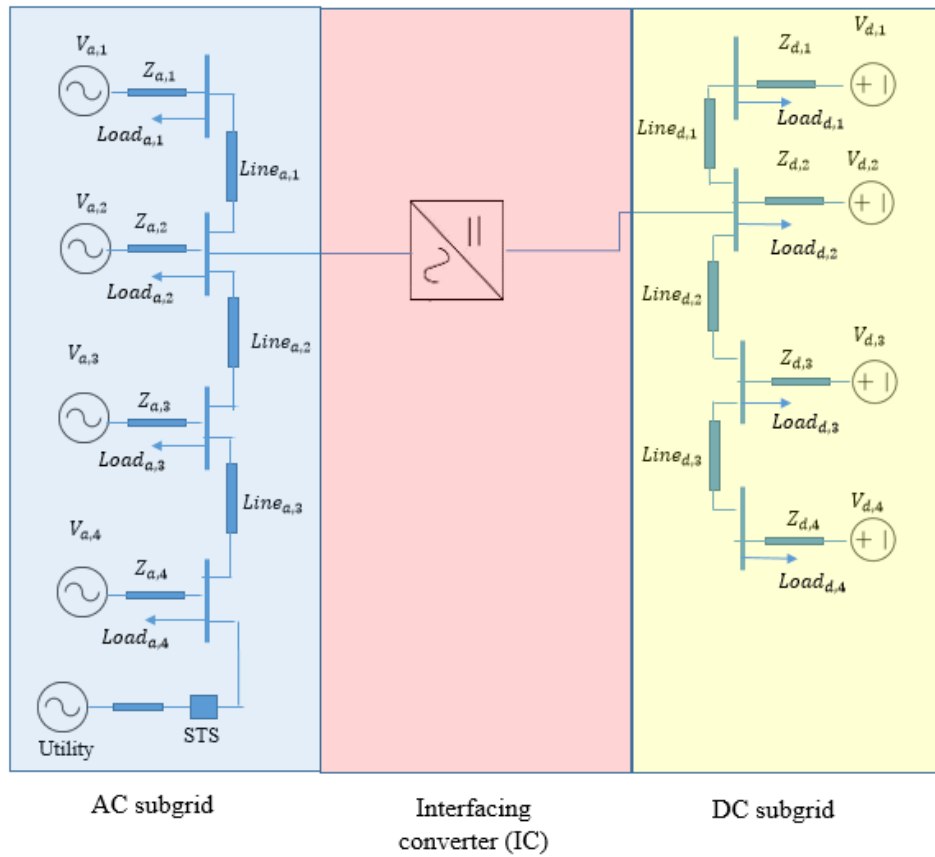 V_{a,1}
Z_{a,1}
Load_{a,1}
Line_{a,1}
V_{a,2}
Z_{a,2}
Load_{a,2}
Line_{a,2}
V_{a,3}
Z_{a,3}
Load_{a,3}
Line_{a,3}
V_{a,4}
Z_{a,4}
Load_{a,4}
Utility
STS
Z_{d,1}
V_{d,1}
Load_{d,1}
Line_{d,1}
Z_{d,2}
V_{d,2}
Load_{d,2}
Line_{d,2}
V_{d,3}
Z_{d,3}
Load_{d,3}
Line_{d,3}
V_{d,4}
Z_{d,4}
Load_{d,4}
AC subgrid
Interfacing
converter (IC)
DC subgrid